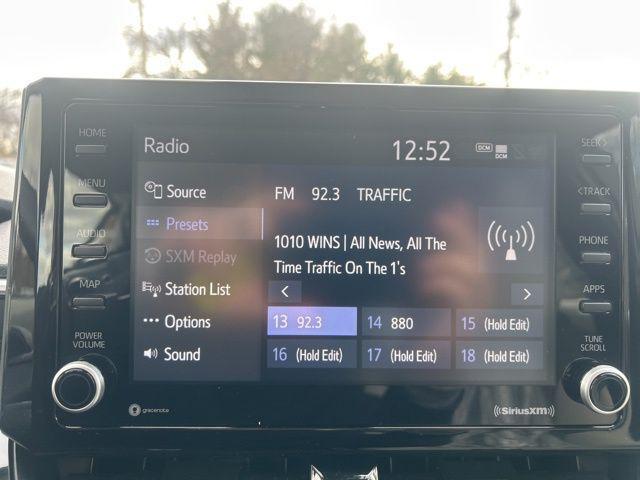 HOME
MENU
AUDIO
MAP
POWER
VOLUME
Radio
12:52
DCM
DCM
Source
Presets
SXM Replay
Station List
Options
Sound
FM 92.3 TRAFFIC
1010 WINS | All News, All The
Time Traffic On The 1's
< >
13 92.3 14 880 15 (Hold Edit)
16 (Hold Edit) 17 (Hold Edit) 18 (Hold Edit)
SEEK >
< TRACK
PHONE
APPS
TUNE
SCROLL
gracenote
((SiriusXM))